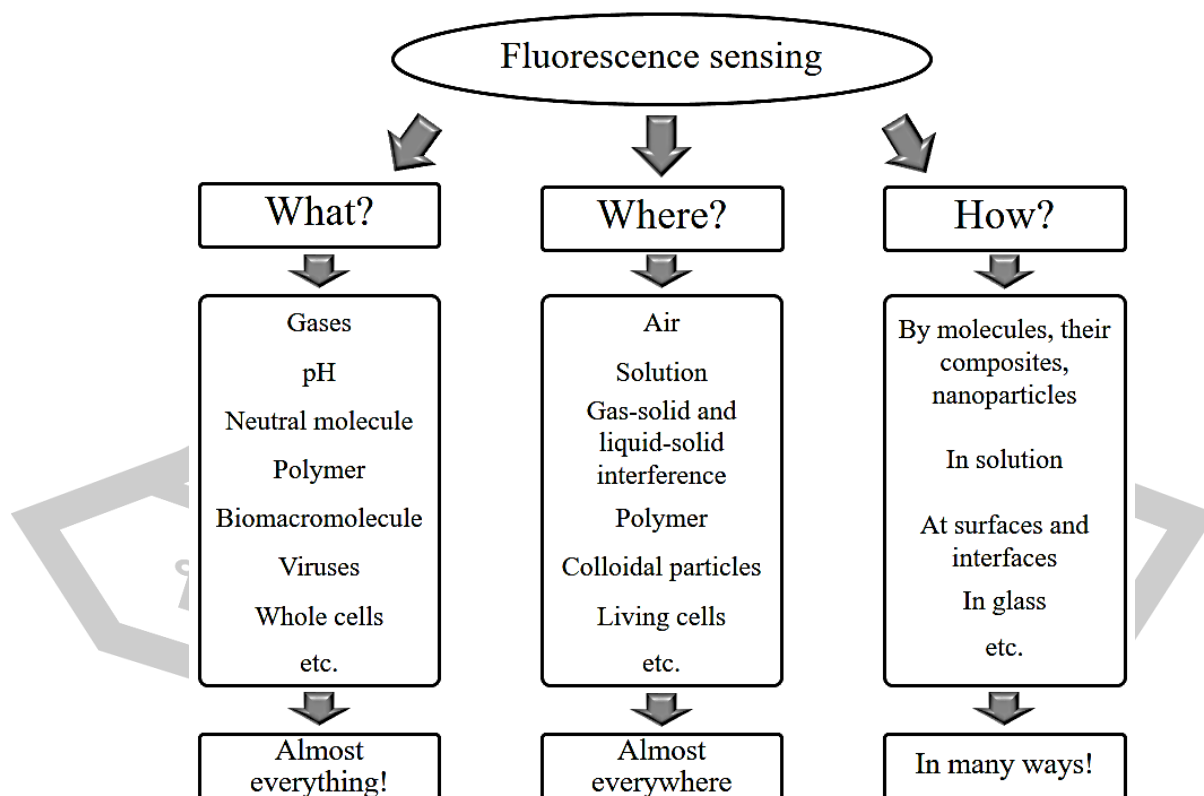 Fluorescence sensing
What?
Where?
How?
Gases
pH
Neutral molecule
Polymer
Biomacromolecule
Viruses
Whole cells
etc.
Air
Solution
Gas-solid and
liquid-solid
interference
Polymer
Colloidal particles
Living cells
etc.
By molecules, their
composites,
nanoparticles
In solution
At surfaces and
interfaces
In glass
etc.
Almost
everything!
Almost
everywhere
In many ways!